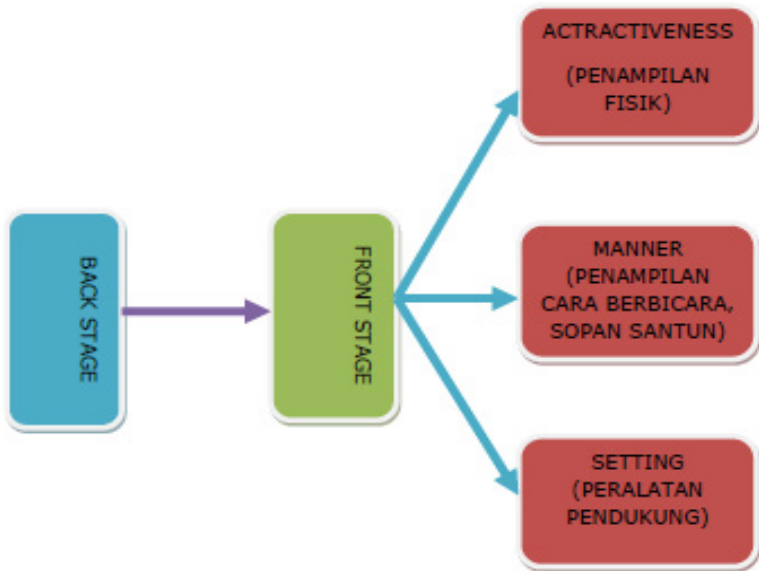 BACK STAGE
FRONT STAGE
ACTRACTIVENESS
(PENAMPILAN
FISIK)
MANNER
(PENAMPILAN
CARA BERBICARA,
SOPAN SANTUN)
SETTING
(PERALATAN
PENDUKUNG)